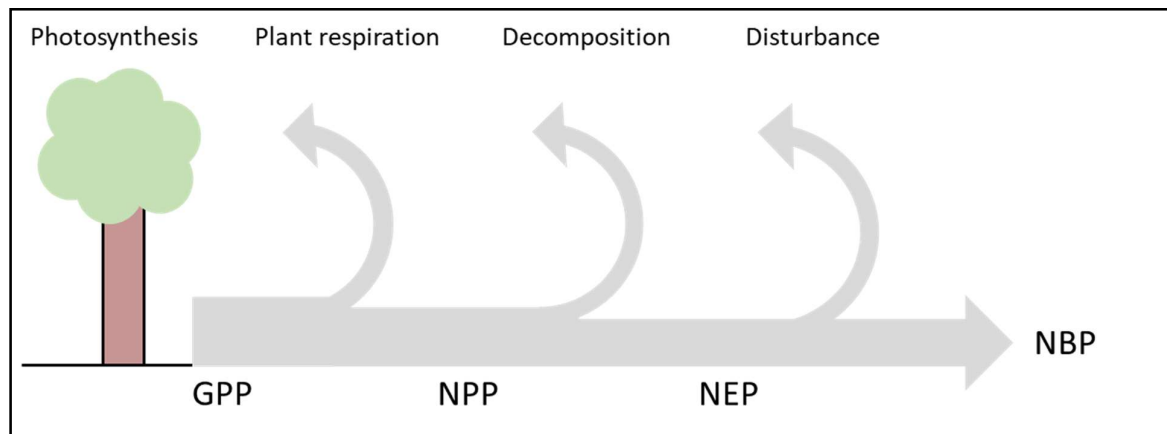 Photosynthesis Plant respiration Decomposition Disturbance
NBP
GPP NPP NEP